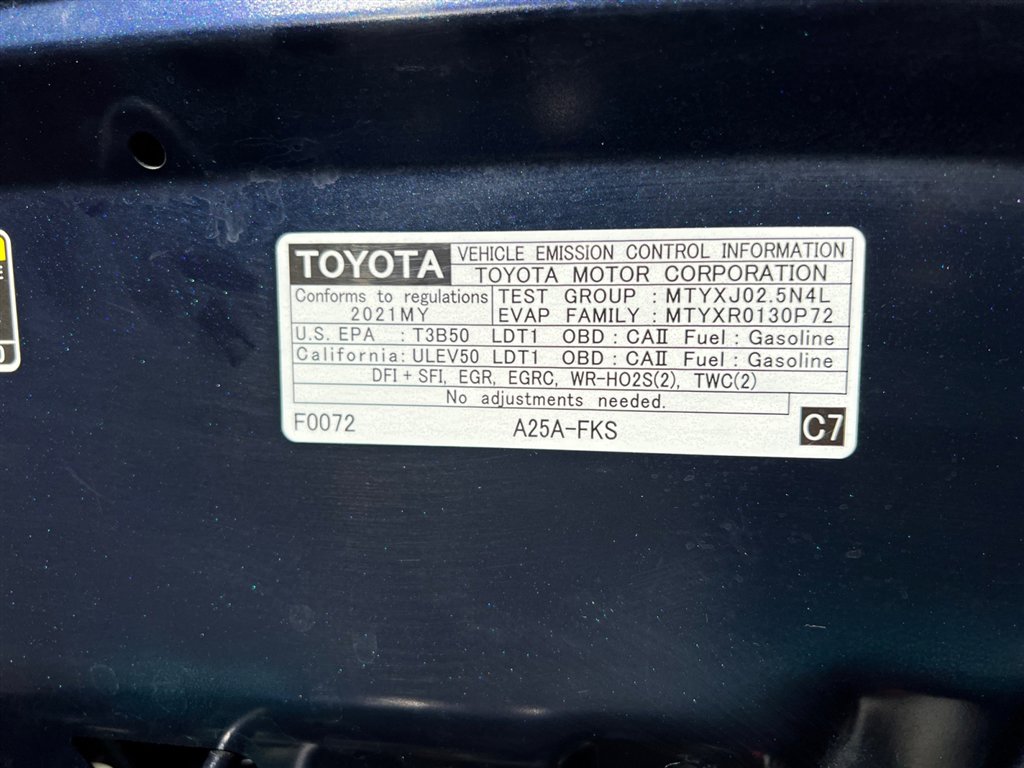 TOYOTA
VEHICLE EMISSION CONTROL INFORMATION
TOYOTA MOTOR CORPORATION
Conforms to regulations
2021MY
TEST GROUP : MTYXJ02.5N4L
EVAP FAMILY : MTYXR0130P72
U.S. EPA : T3B50 LDT1 OBD : CAⅡ Fuel : Gasoline
California: ULEV50 LDT1 OBD : CAⅡ Fuel : Gasoline
DFI + SFI, EGR, EGRC, WR-HO2S(2), TWC(2)
No adjustments needed.
F0072
A25A-FKS
C7